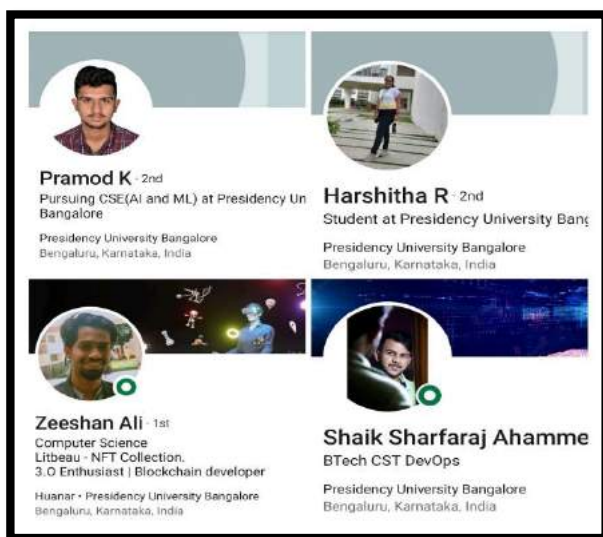 Pramod K · 2nd
Pursuing CSE(AI and ML) at Presidency Un
Bangalore
Presidency University Bangalore
Bengaluru, Karnataka, India
Harshitha R · 2nd
Student at Presidency University Bang
Presidency University Bangalore
Bengaluru, Karnataka, India
Zeeshan Ali · 1st
Computer Science
Litbeau - NFT Collection.
3.O Enthusiast | Blockchain developer
Huanar • Presidency University Bangalore
Bengaluru, Karnataka, India
Shaik Sharfaraj Ahamme
BTech CST DevOps
Presidency University Bangalore
Bengaluru, Karnataka, India